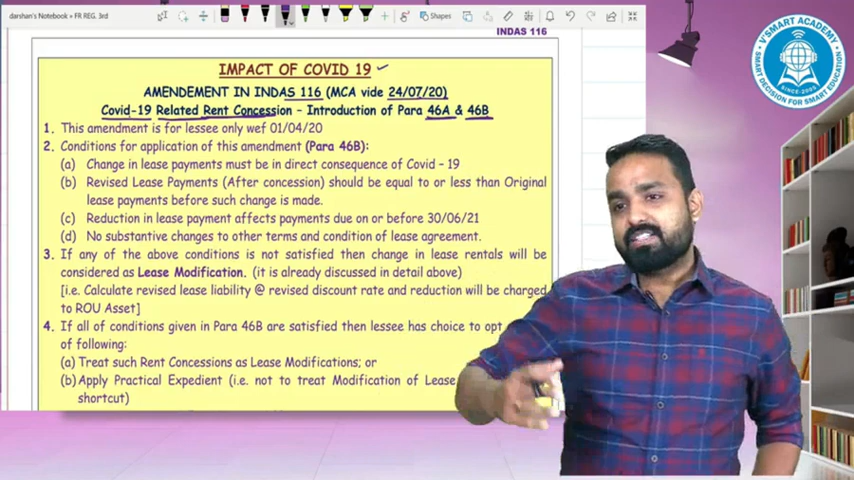 darshan's Notebook » FR REG. 3rd
Shapes
INDAS 116
V'SMART ACADEMY
SINCE-2005
SMART DECISION FOR SMART EDUCATION
IMPACT OF COVID 19
AMENDEMENT IN INDAS 116 (MCA vide 24/07/20)
Covid-19 Related Rent Concession – Introduction of Para 46A & 46B
1. This amendment is for lessee only wef 01/04/20
2. Conditions for application of this amendment (Para 46B):
(a) Change in lease payments must be in direct consequence of Covid – 19
(b) Revised Lease Payments (After concession) should be equal to or less than Original
lease payments before such change is made.
(c) Reduction in lease payment affects payments due on or before 30/06/21
(d) No substantive changes to other terms and condition of lease agreement.
3. If any of the above conditions is not satisfied then change in lease rentals will be
considered as Lease Modification. (it is already discussed in detail above)
[i.e. Calculate revised lease liability @ revised discount rate and reduction will be charged
to ROU Asset]
4. If all of conditions given in Para 46B are satisfied then lessee has choice to opt
of following:
(a) Treat such Rent Concessions as Lease Modifications; or
(b) Apply Practical Expedient (i.e. not to treat Modification of Lease
shortcut)